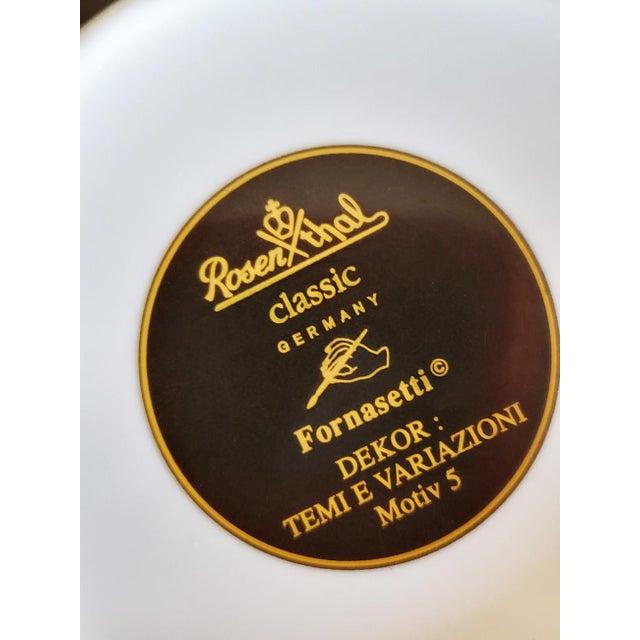 Rosenthal
classic
GERMANY
Fornasetti ©
DEKOR :
TEMI E VARIAZIONI
Motiv 5